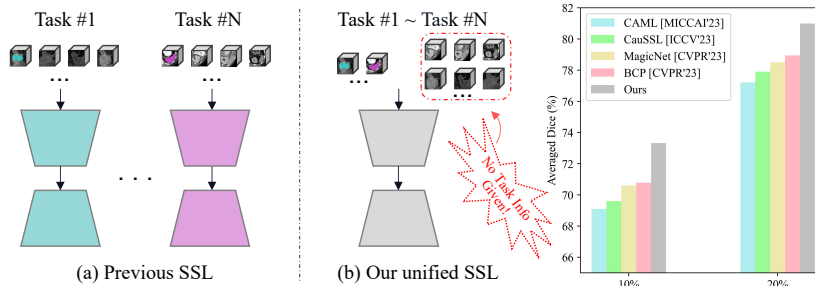 Task #1
Task #N
...
...
. . .
(a) Previous SSL
Task #1 ~ Task #N
...
...
No Task Info
Given!
(b) Our unified SSL
Averaged Dice (%)
82
80
78
76
74
72
70
68
66
CAML [MICCAI'23]
CauSSL [ICCV'23]
MagicNet [CVPR'23]
BCP [CVPR'23]
Ours
10%
20%